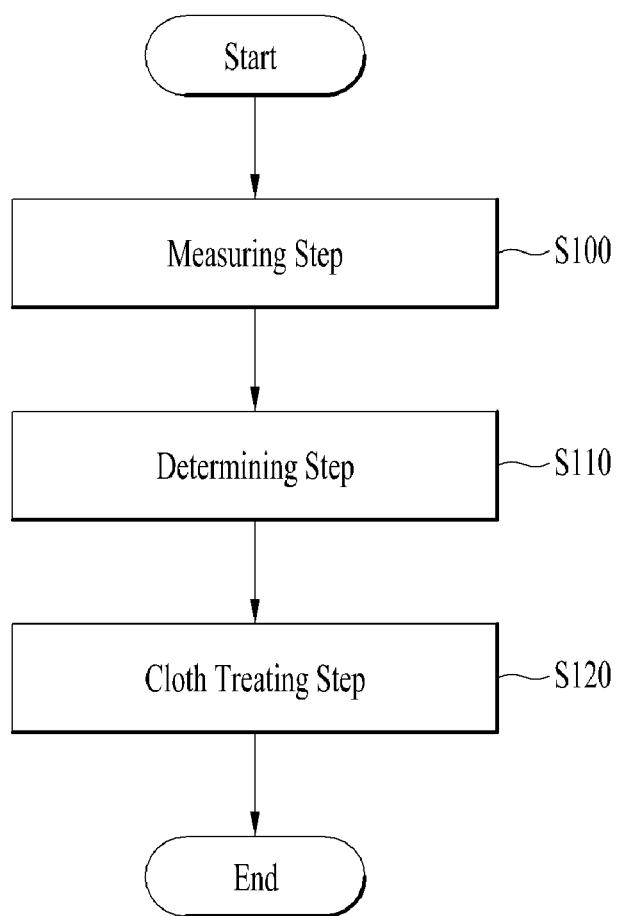 Start
Measuring Step
S100
Determining Step
S110
Cloth Treating Step
S120
End